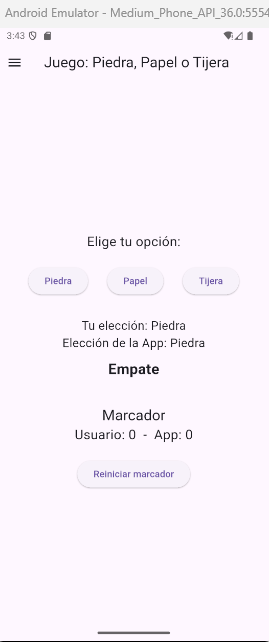 Android Emulator - Medium_Phone_API_36.0:5554
3:43
Juego: Piedra, Papel o Tijera
Elige tu opción:
Piedra Papel Tijera
Tu elección: Piedra
Elección de la App: Piedra
Empate
Marcador
Usuario: 0 - App: 0
Reiniciar marcador